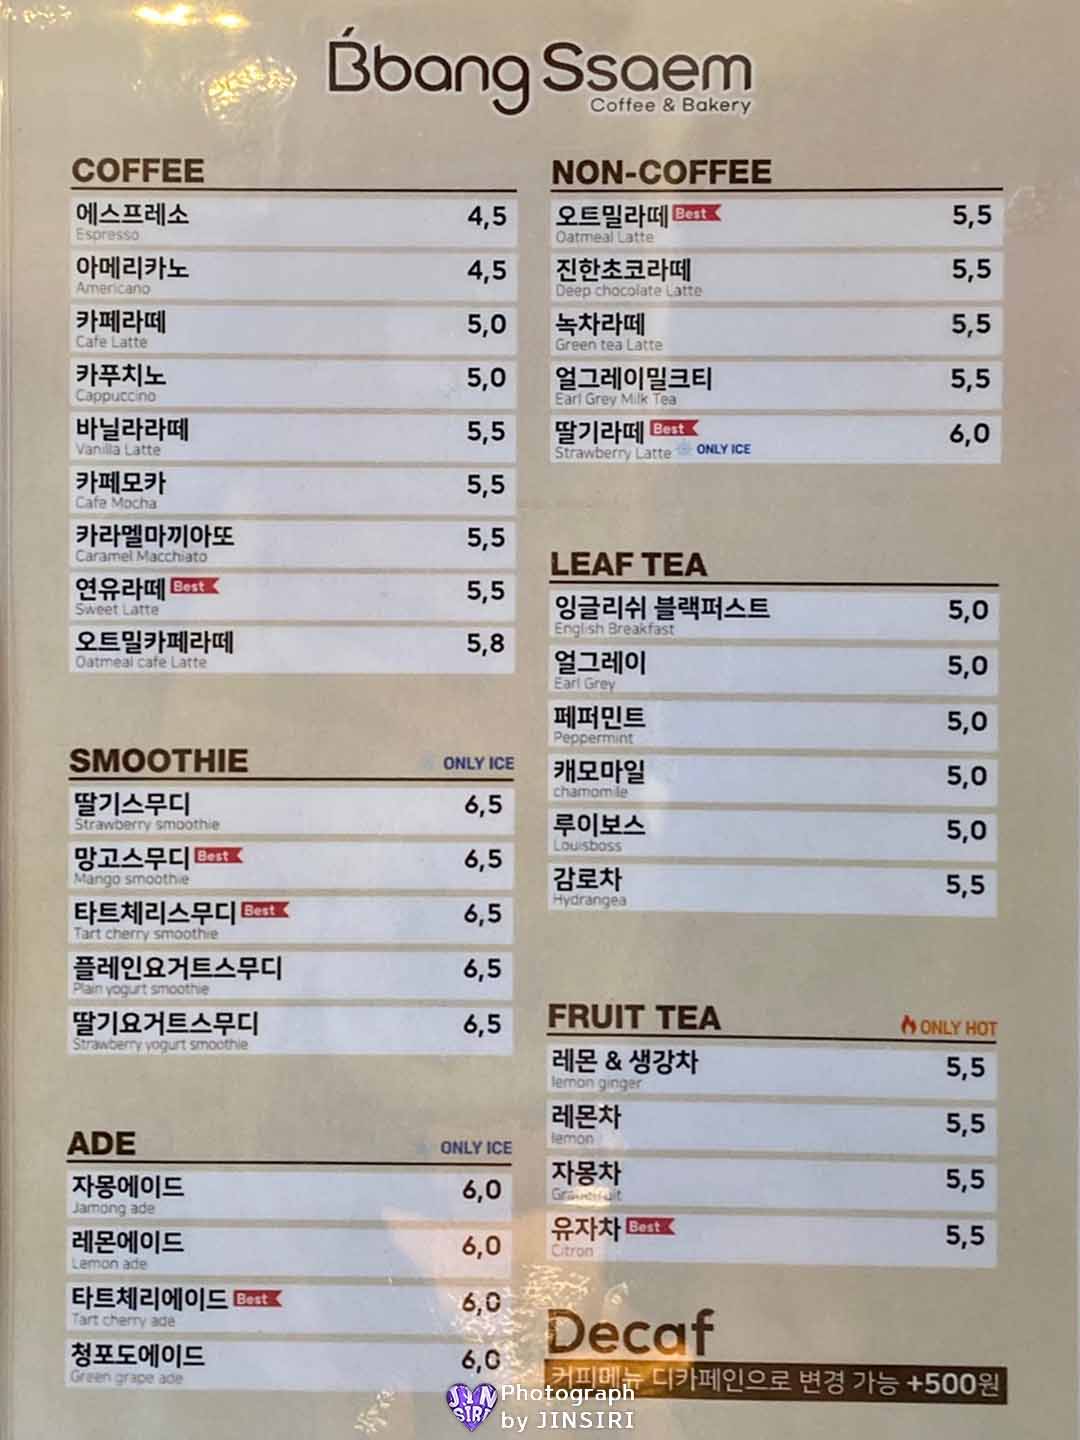 Bbang Ssaem
Coffee & Bakery
COFFEE
에스프레소 4,5
Espresso
아메리카노 4,5
Americano
카페라떼 5,0
Cafe Latte
카푸치노 5,0
Cappuccino
바닐라라떼 5,5
Vanilla Latte
카페모카 5,5
Cafe Mocha
카라멜마끼아또 5,5
Caramel Macchiato
연유라떼 Best 5,5
Sweet Latte
오트밀카페라떼 5,8
Oatmeal cafe Latte
SMOOTHIE ONLY ICE
딸기스무디 6,5
Strawberry smoothie
망고스무디 Best 6,5
Mango smoothie
타트체리스무디 Best 6,5
Tart cherry smoothie
플레인요거트스무디 6,5
Plain yogurt smoothie
딸기요거트스무디 6,5
Strawberry yogurt smoothie
ADE ONLY ICE
자몽에이드 6,0
Jamong ade
레몬에이드 6,0
Lemon ade
타트체리에이드 Best 6,0
Tart cherry ade
청포도에이드 6,0
Green grape ade
NON-COFFEE
오트밀라떼 Best 5,5
Oatmeal Latte
진한초코라떼 5,5
Deep chocolate Latte
녹차라떼 5,5
Green tea Latte
얼그레이밀크티 5,5
Earl Grey Milk Tea
딸기라떼 Best 6,0
Strawberry Latte ONLY ICE
LEAF TEA
잉글리쉬 블랙퍼스트 5,0
English Breakfast
얼그레이 5,0
Earl Grey
페퍼민트 5,0
Peppermint
캐모마일 5,0
chamomile
루이보스 5,0
Louisboss
감로차 5,5
Hydrangea
FRUIT TEA ONLY HOT
레몬 & 생강차 5,5
lemon ginger
레몬차 5,5
lemon
자몽차 5,5
Grapefruit
유자차 Best 5,5
Citron
Decaf
커피메뉴 디카페인으로 변경 가능 +500원
JIN SIRI
Photograph
by JINSIRI